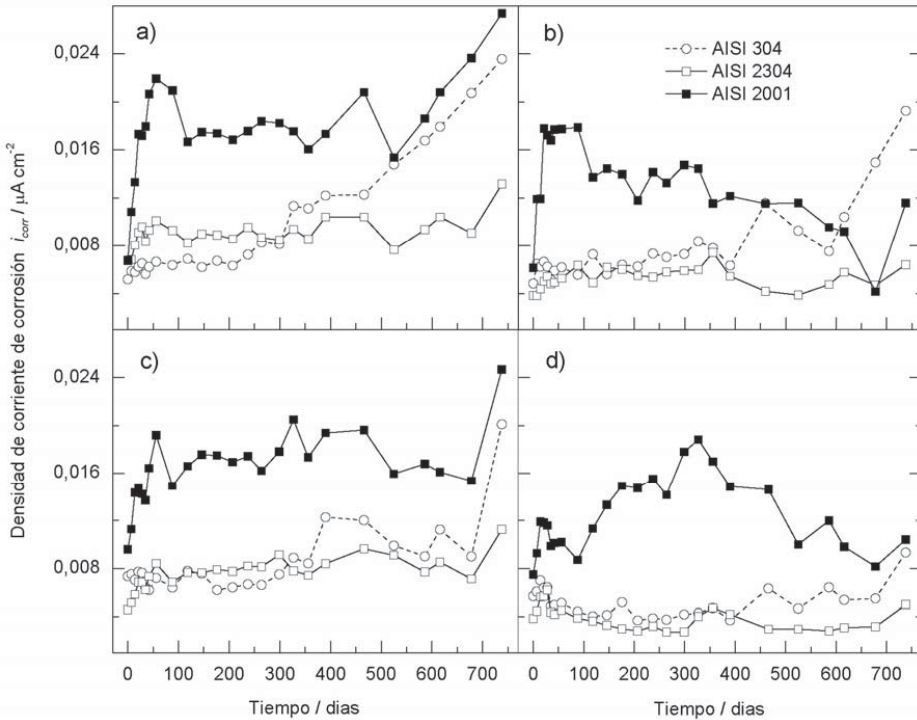 a)
b)
AISI 304
AISI 2304
AISI 2001
0,024
0,016
0,008
c)
d)
0,024
0,016
0,008
Densidad de corriente de corrosión i_corr / µA cm⁻²
0 100 200 300 400 500 600 700
0 100 200 300 400 500 600 700
Tiempo / dias
Tiempo / dias